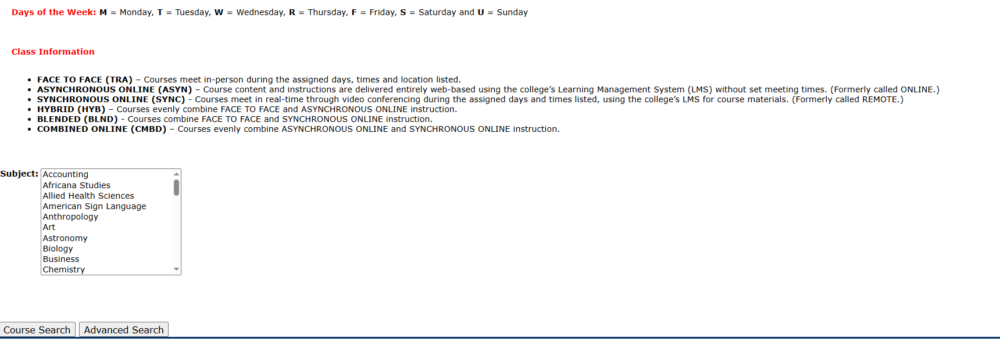 Days of the Week: M = Monday, T = Tuesday, W = Wednesday, R = Thursday, F = Friday, S = Saturday and U = Sunday
Class Information
• FACE TO FACE (TRA) – Courses meet in-person during the assigned days, times and location listed.
• ASYNCHRONOUS ONLINE (ASYN) – Course content and instructions are delivered entirely web-based using the college’s Learning Management System (LMS) without set meeting times. (Formerly called ONLINE.)
• SYNCHRONOUS ONLINE (SYNC) - Courses meet in real-time through video conferencing during the assigned days and times listed, using the college’s LMS for course materials. (Formerly called REMOTE.)
• HYBRID (HYB) – Courses evenly combine FACE TO FACE and ASYNCHRONOUS ONLINE instruction.
• BLENDED (BLND) - Courses combine FACE TO FACE and SYNCHRONOUS ONLINE instruction.
• COMBINED ONLINE (CMBD) – Courses evenly combine ASYNCHRONOUS ONLINE and SYNCHRONOUS ONLINE instruction.
Subject: Accounting
Africana Studies
Allied Health Sciences
American Sign Language
Anthropology
Art
Astronomy
Biology
Business
Chemistry
Course Search Advanced Search